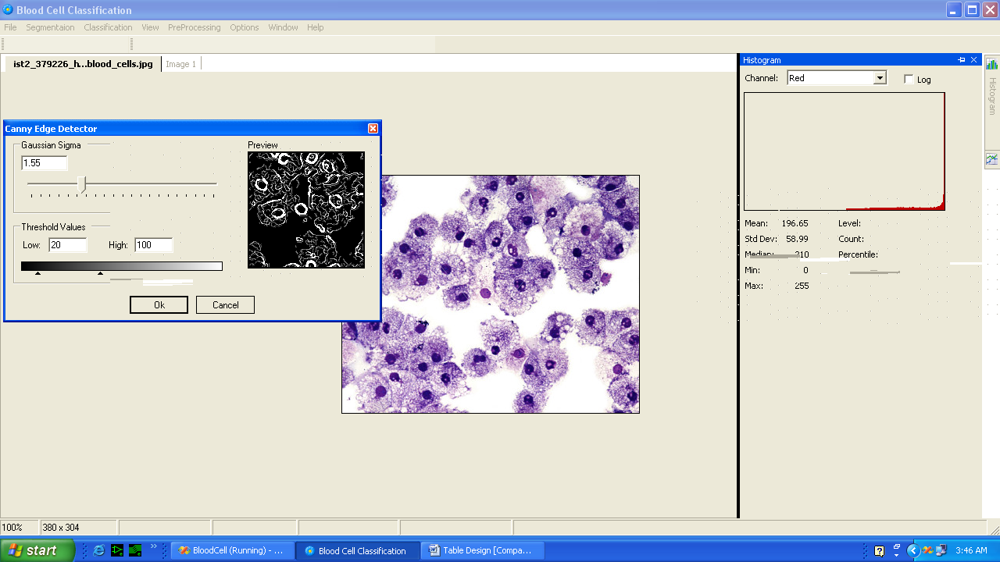 Blood Cell Classification
File Segmentaion Classification View PreProcessing Options Window Help
ist2_379226_h...blood_cells.jpg Image 1
Canny Edge Detector
Gaussian Sigma
1.55
Preview
Threshold Values
Low: 20 High: 100
Ok Cancel
Histogram
Channel: Red Log
Mean: 196.65 Level:
Std Dev: 58.99 Count:
Median: 210 Percentile:
Min: 0
Max: 255
Histogram
100% 380 x 304
start BloodCell (Running) - ... Blood Cell Classification Table Design [Compa... 3:46 AM